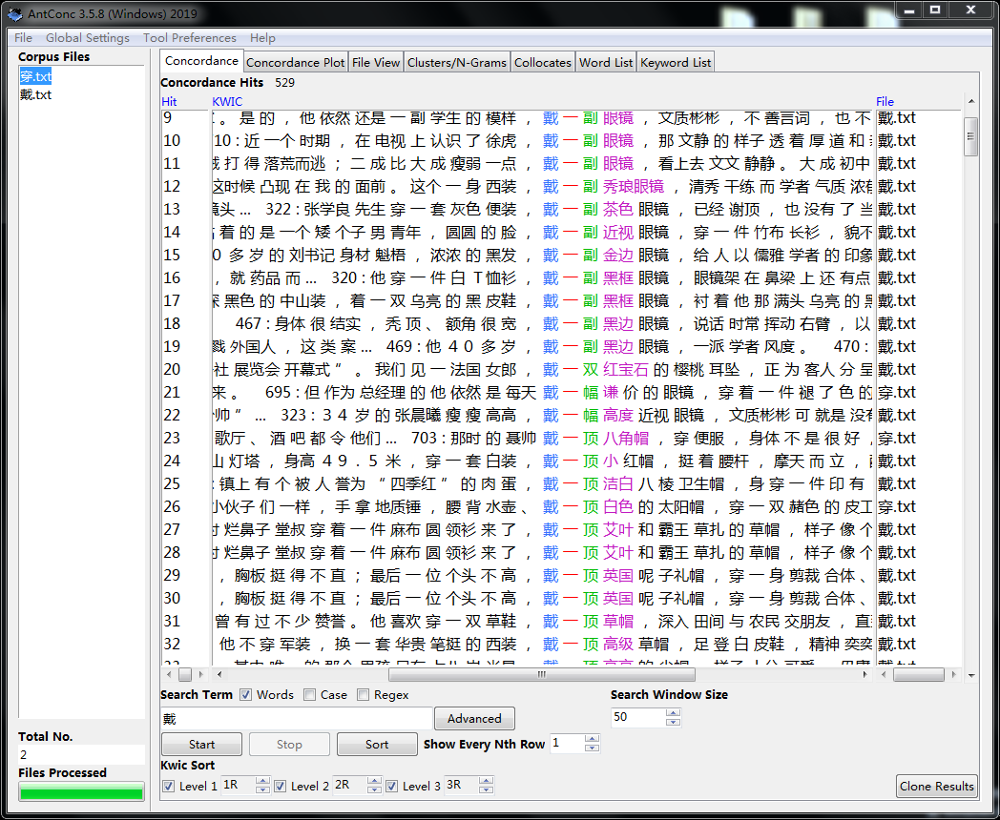 AntConc 3.5.8 (Windows) 2019
File Global Settings Tool Preferences Help
Corpus Files
穿.txt
戴.txt
Total No.
2
Files Processed
Concordance Concordance Plot File View Clusters/N-Grams Collocates Word List Keyword List
Concordance Hits 529
Hit KWIC File
9 。 是 的 ， 他 依然 还是 一 副 学生 的 模样 ， 戴 一 副 眼镜 ， 文质彬彬 ， 不 善言词 ， 也 不 戴.txt
10 10 : 近 一个 时期 ， 在 电视 上 认识 了 徐虎 ， 戴 一 副 眼镜 ， 那 文静 的 样子 透 着 厚道 和 戴.txt
11 打 得 落荒而逃 ； 二成 比 大成 瘦弱 一点 ， 戴 一 副 眼镜 ， 看上去 文文 静静 。 大成 初中 戴.txt
12 这时候 凸现 在 我 的 面前 。 这个 一身 西装 ， 戴 一 副 秀琅眼镜 ， 清秀 干练 而 学者 气质 浓郁 戴.txt
13 镜头 ... 322 : 张学良 先生 穿 一 套 灰色 便装 ， 戴 一 副 茶色 眼镜 ， 已经 谢顶 ， 也 没有 了 当 戴.txt
14 着 的 是 一个 矮 个子 男 青年 ， 圆圆 的 脸 ， 戴 一 副 近视 眼镜 ， 穿 一 件 竹布 长衫 ， 貌不 戴.txt
15 0 多 岁 的 刘书记 身材 魁梧 ， 浓浓 的 黑发 ， 戴 一 副 金边 眼镜 ， 给 人 以 儒雅 学者 的 印象 戴.txt
16 ， 就 药品 而 ... 320 : 他 穿 一 件 白 T恤衫 ， 戴 一 副 黑框 眼镜 ， 眼镜架 在 鼻梁 上 还 有点 戴.txt
17 深 黑色 的 中山装 ， 着 一 双 乌亮 的 黑 皮鞋 ， 戴 一 副 黑框 眼镜 ， 衬 着 他 那 满头 乌亮 的 黑 戴.txt
18 467 : 身体 很 结实 ， 秃 顶 、 额角 很 宽 ， 戴 一 副 黑边 眼镜 ， 说话 时常 挥动 右臂 ， 以 戴.txt
19 戮 外国人 ， 这 类 案 ... 469 : 他 ４０ 多 岁 ， 戴 一 副 黑边 眼镜 ， 一派 学者 风度 。 470 : 戴.txt
20 社 展览会 开幕式 ” 。 我们 见 一 法国 女郎 ， 戴 一 双 红宝石 的 樱桃 耳坠 ， 正 为 客人 分 呈 戴.txt
21 来 。 695 : 但 作为 总经理 的 他 依然 是 每天 戴 一 幅 谦 价 的 眼镜 ， 穿 着 一 件 褪 了 色 的 穿.txt
22 帅 “ ... 323 : ３４ 岁 的 张晨曦 瘦瘦 高高 ， 戴 一 幅 高度 近视 眼镜 ， 文质彬彬 可 就是 没有 戴.txt
23 歌厅 、 酒吧 都 令 他们 ... 703 : 那时 的 聂帅 戴 一 顶 八角帽 ， 穿 便服 ， 身体 不 是 很 好 ， 穿.txt
24 山 灯塔 ， 身高 ４９．５ 米 ， 穿 一 套 白装 ， 戴 一 顶 小 红帽 ， 挺 着 腰杆 ， 摩天 而 立 ， 戴.txt
25 : 镇上 有 个 被 人 誉为 “ 四季红 ” 的 肉 蛋 ， 戴 一 顶 洁白 八 棱 卫生帽 ， 身 穿 一 件 印 有 穿.txt
26 小伙子 们 一样 ， 手 拿 地质锤 ， 腰 背 水壶 、 戴 一 顶 白色 的 太阳帽 ， 穿 一 双 赭色 的 皮工 穿.txt
27 烂鼻子 堂叔 穿 着 一 件 麻布 圆 领衫 来 了 ， 戴 一 顶 艾叶 和 霸王 草扎 的 草帽 ， 样子 像 个 戴.txt
28 烂鼻子 堂叔 穿 着 一 件 麻布 圆 领衫 来 了 ， 戴 一 顶 艾叶 和 霸王 草扎 的 草帽 ， 样子 像 个 戴.txt
29 ， 胸板 挺 得 不 直 ； 最后 一 位 个头 不 高 ， 戴 一 顶 英国 呢子 礼帽 ， 穿 一 身 剪裁 合体 、 戴.txt
30 ， 胸板 挺 得 不 直 ； 最后 一 位 个头 不 高 ， 戴 一 顶 英国 呢子 礼帽 ， 穿 一 身 剪裁 合体 、 戴.txt
31 曾 有 过 不少 赞誉 。 他 喜欢 穿 一 双 草鞋 ， 戴 一 顶 草帽 ， 深入 田间 与 农民 交朋友 ， 直 戴.txt
32 他 不 穿 军装 ， 换 一 套 华贵 笔挺 的 西装 ， 戴 一 顶 高级 草帽 ， 足 登 白 皮鞋 ， 精神 奕奕 戴.txt
Search Term Words Case Regex Search Window Size
戴 Advanced 50
Start Stop Sort Show Every Nth Row 1
Kwic Sort
Level 1 1R Level 2 2R Level 3 3R Clone Results